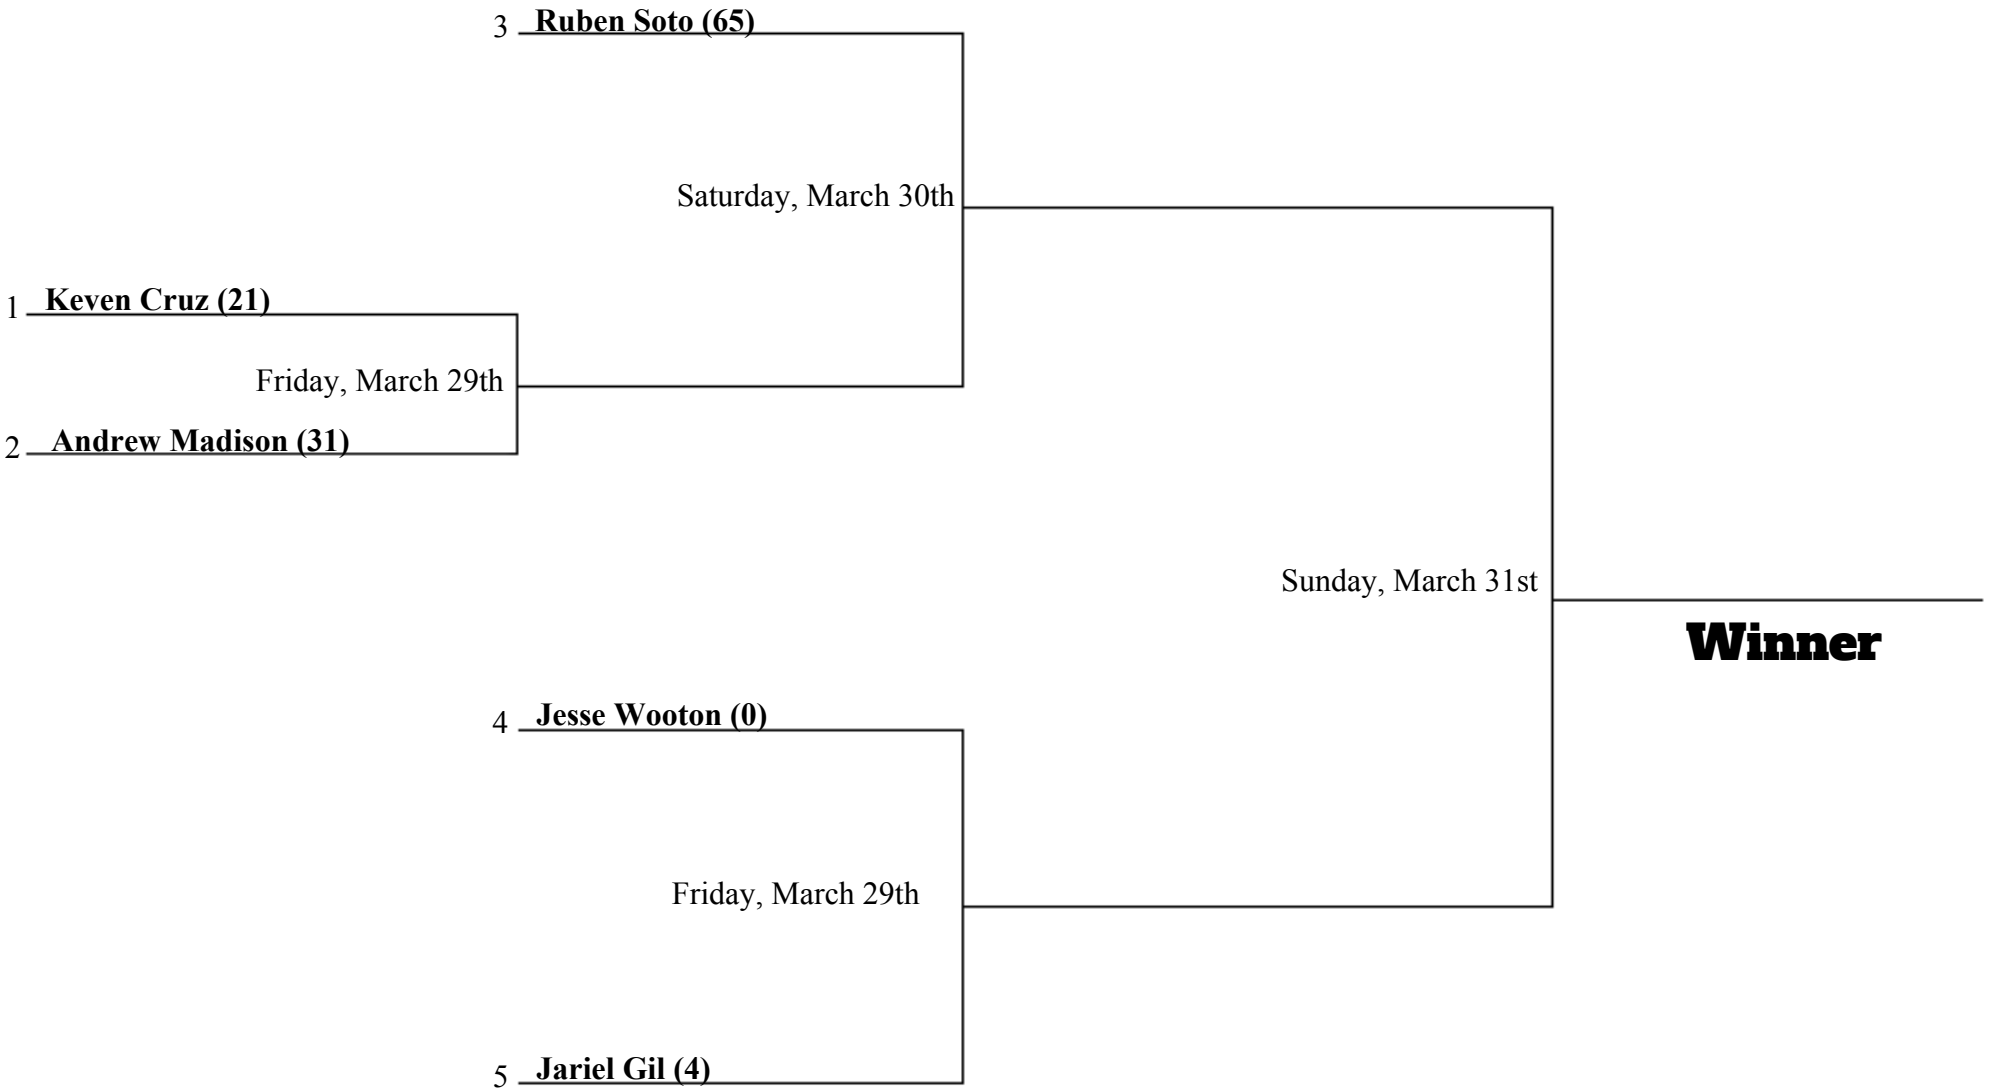 3 Ruben Soto (65)
Saturday, March 30th
1 Keven Cruz (21)
Friday, March 29th
2 Andrew Madison (31)
Sunday, March 31st
Winner
4 Jesse Wooton (0)
Friday, March 29th
5 Jariel Gil (4)